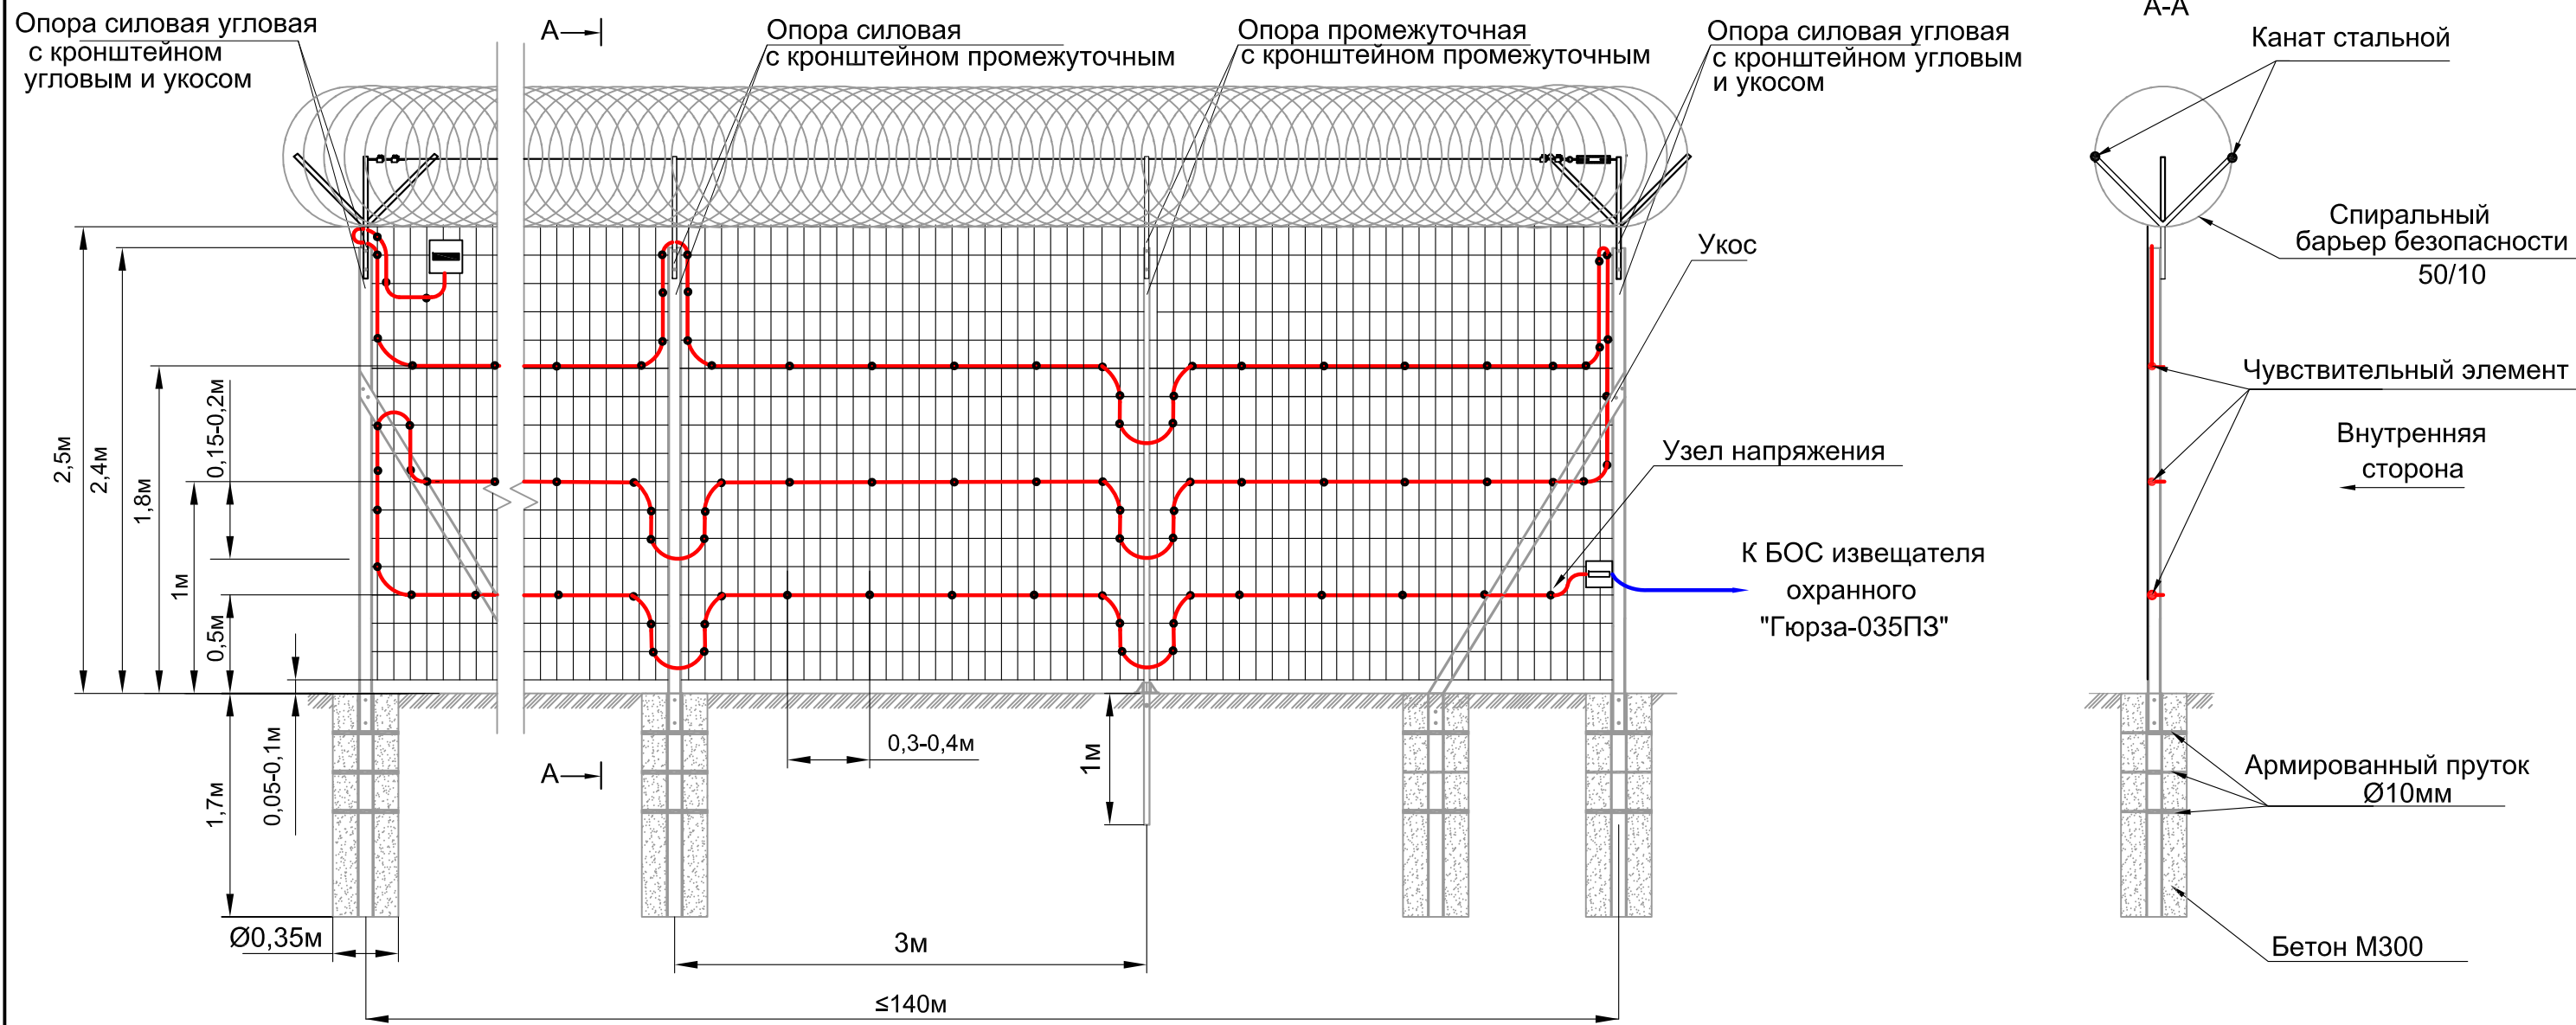 Опора силовая угловая
с кронштейном
угловым и укосом
А
Опора силовая
с кронштейном промежуточным
Опора промежуточная
с кронштейном промежуточным
Опора силовая угловая
с кронштейном угловым
и укосом
А-А
Канат стальной
Спиральный
барьер безопасности
50/10
Укос
Чувствительный элемент
Внутренняя
сторона
Узел напряжения
К БОС извещателя
охранного
"Гюрза-035ПЗ"
2,5м
2,4м
1,8м
0,15-0,2м
1м
0,5м
0,05-0,1м
1,7м
А
0,3-0,4м
1м
Армированный пруток
Ø10мм
Ø0,35м
3м
Бетон М300
≤140м